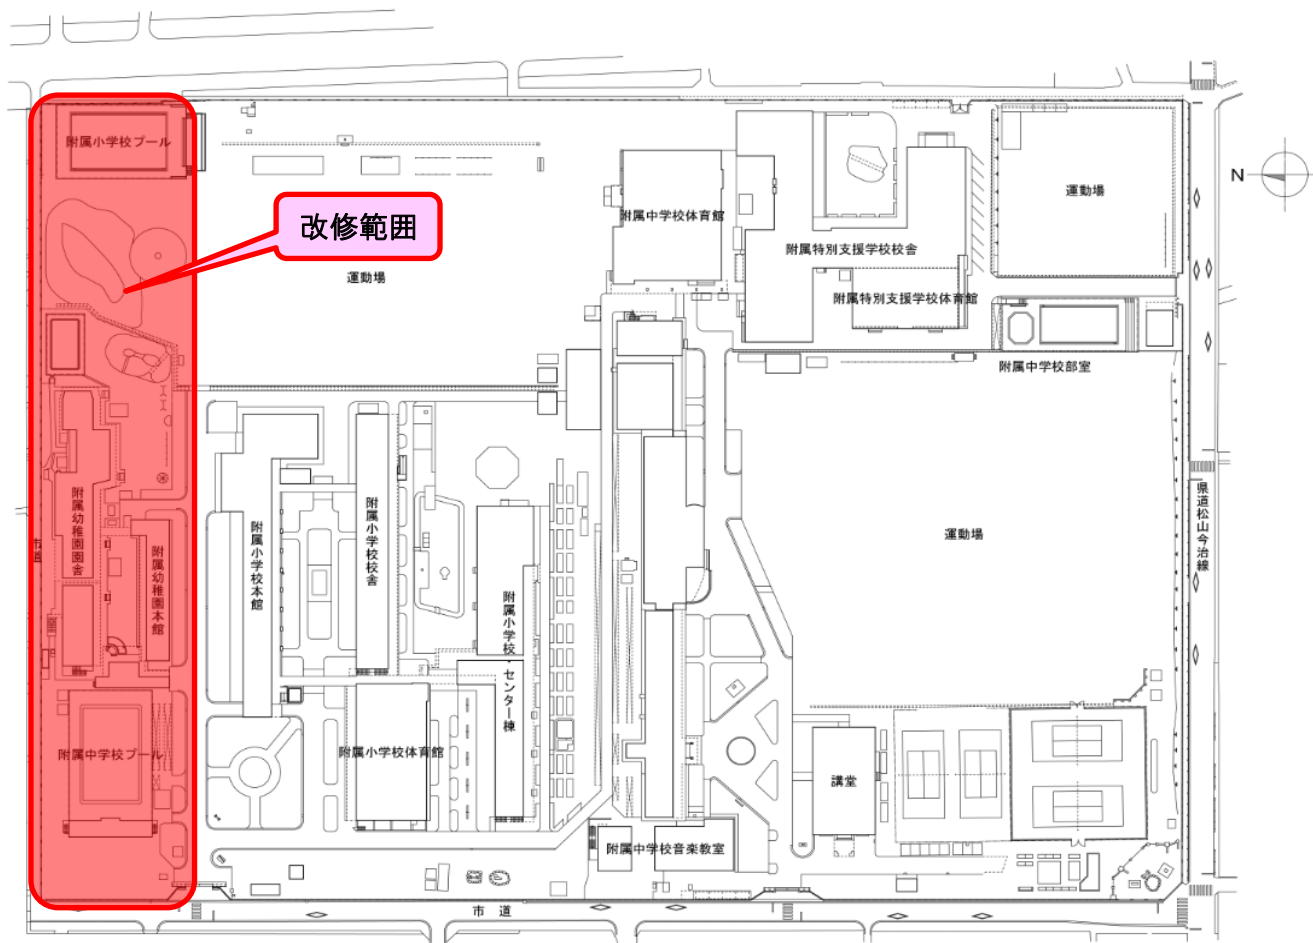 附属小学校プール
改修範囲
運動場
附属中学校体育館
附属特別支援学校校舎
附属特別支援学校体育館
運動場
N
附属中学校部室
附属幼稚園園舎
市道
附属幼稚園本館
附属小学校本館
附属小学校校舎
附属小学校・センター棟
運動場
県道松山今治線
附属中学校プール
附属小学校体育館
講堂
附属中学校音楽教室
市道